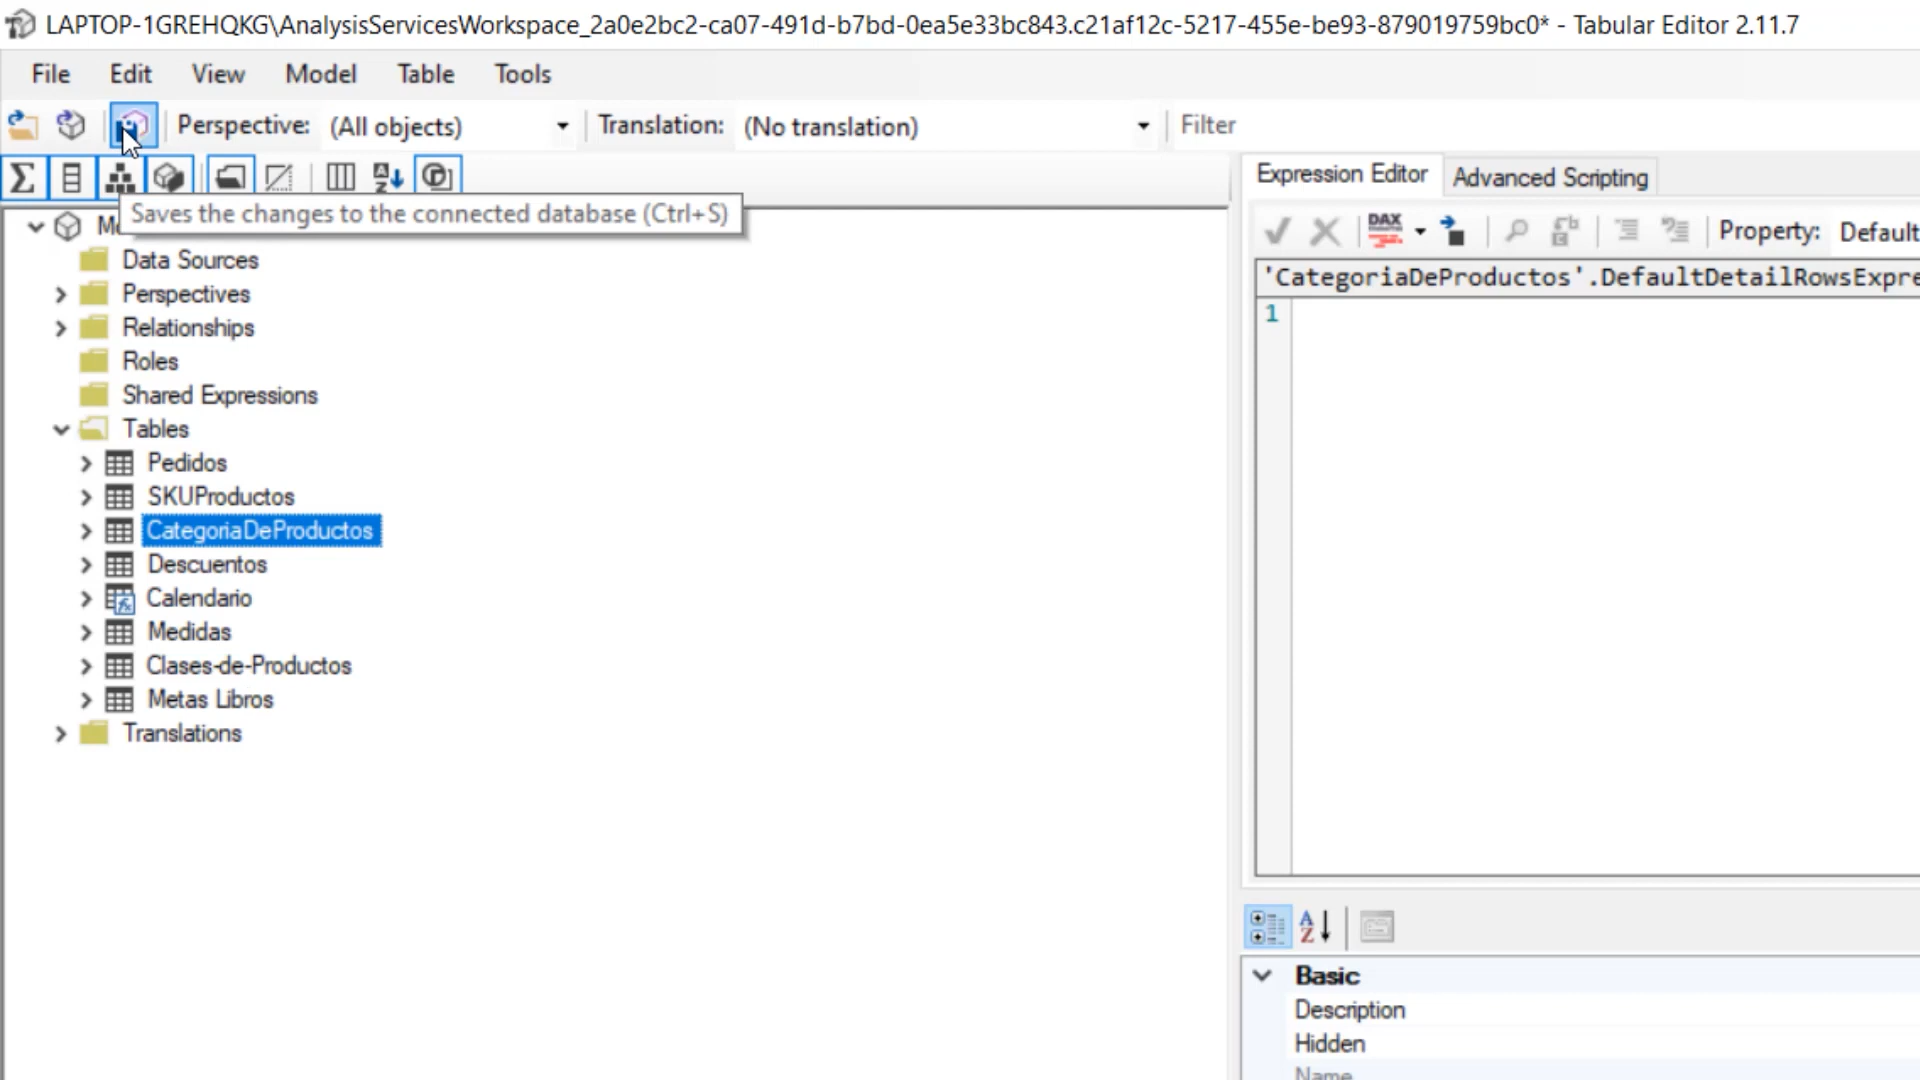 LAPTOP-1GREHQKG\AnalysisServicesWorkspace_2a0e2bc2-ca07-491d-b7bd-0ea5e33bc843.c21af12c-5217-455e-be93-879019759bc0* - Tabular Editor 2.11.7
File Edit View Model Table Tools
Perspective: (All objects) Translation: (No translation) Filter
Saves the changes to the connected database (Ctrl+S)
Data Sources
Perspectives
Relationships
Roles
Shared Expressions
Tables
Pedidos
SKUProductos
CategoriaDeProductos
Descuentos
Calendario
Medidas
Clases-de-Productos
Metas Libros
Translations
Expression Editor Advanced Scripting
DAX Property: Default
'CategoriaDeProductos'.DefaultDetailRowsExpre
1
Basic
Description
Hidden
Name